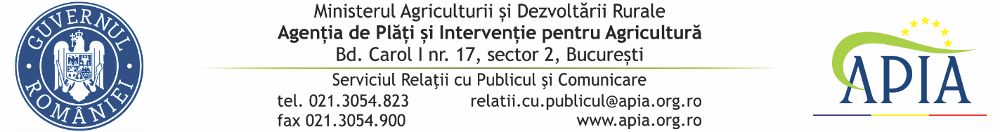 GUVERNUL ROMÂNIEI
Ministerul Agriculturii și Dezvoltării Rurale
Agenția de Plăți și Intervenție pentru Agricultură
Bd. Carol I nr. 17, sector 2, București
Serviciul Relaţii cu Publicul și Comunicare
tel. 021.3054.823 relatii.cu.publicul@apia.org.ro
fax 021.3054.900 www.apia.org.ro
APIA